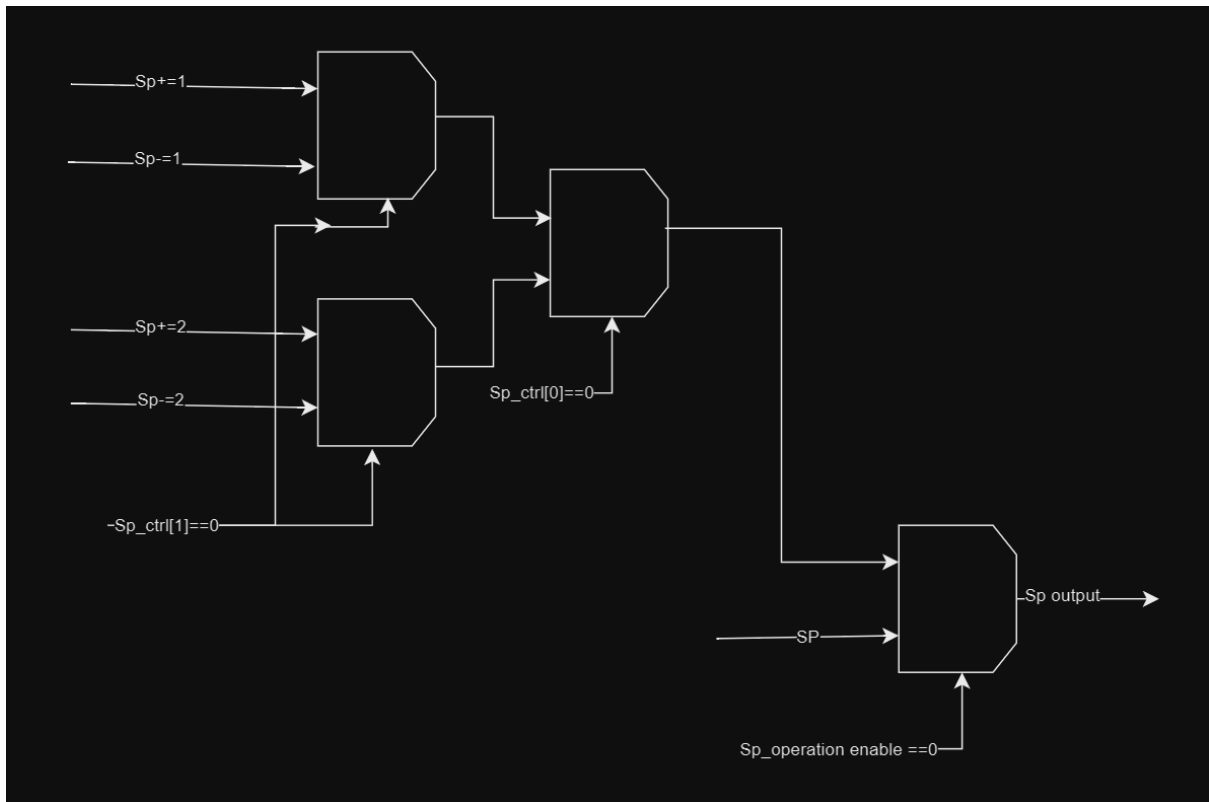 Sp+=1
Sp-=1
Sp+=2
Sp-=2
Sp_ctrl[0]==0
Sp_ctrl[1]==0
Sp output
SP
Sp_operation enable ==0